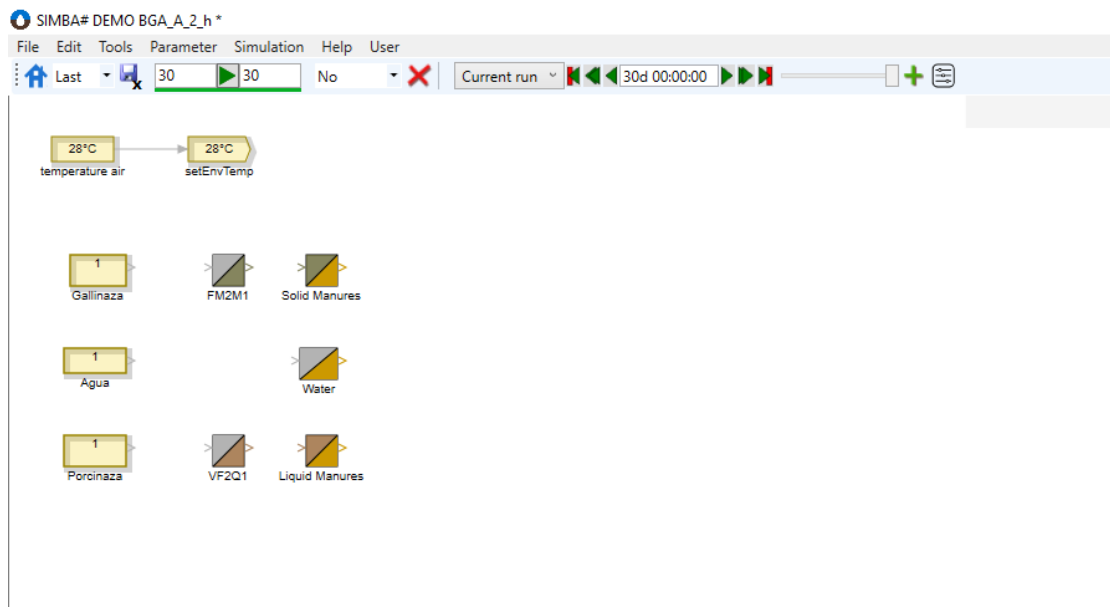 SIMBA# DEMO BGA_A_2_h *
File Edit Tools Parameter Simulation Help User
Last 30 30 No Current run 30d 00:00:00
28°C 28°C
temperature air setEnvTemp
1
Gallinaza FM2M1 Solid Manures
1
Agua Water
1
Porcinaza VF2Q1 Liquid Manures